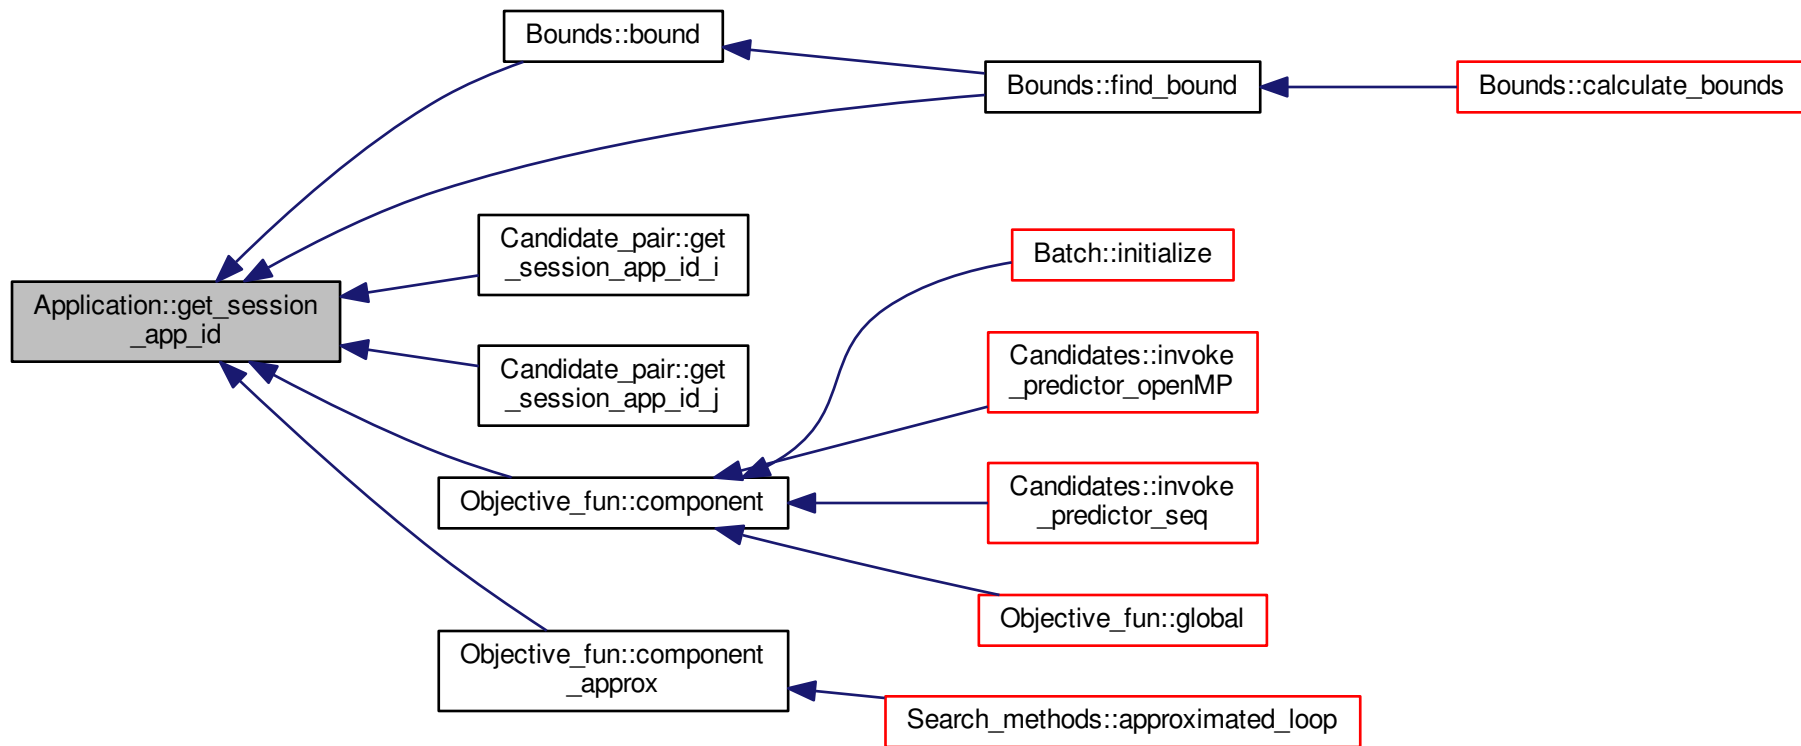 Bounds::bound
Bounds::find_bound
Bounds::calculate_bounds
Candidate_pair::get
_session_app_id_i
Batch::initialize
Application::get_session
_app_id
Candidates::invoke
_predictor_openMP
Candidate_pair::get
_session_app_id_j
Objective_fun::component
Candidates::invoke
_predictor_seq
Objective_fun::global
Objective_fun::component
_approx
Search_methods::approximated_loop